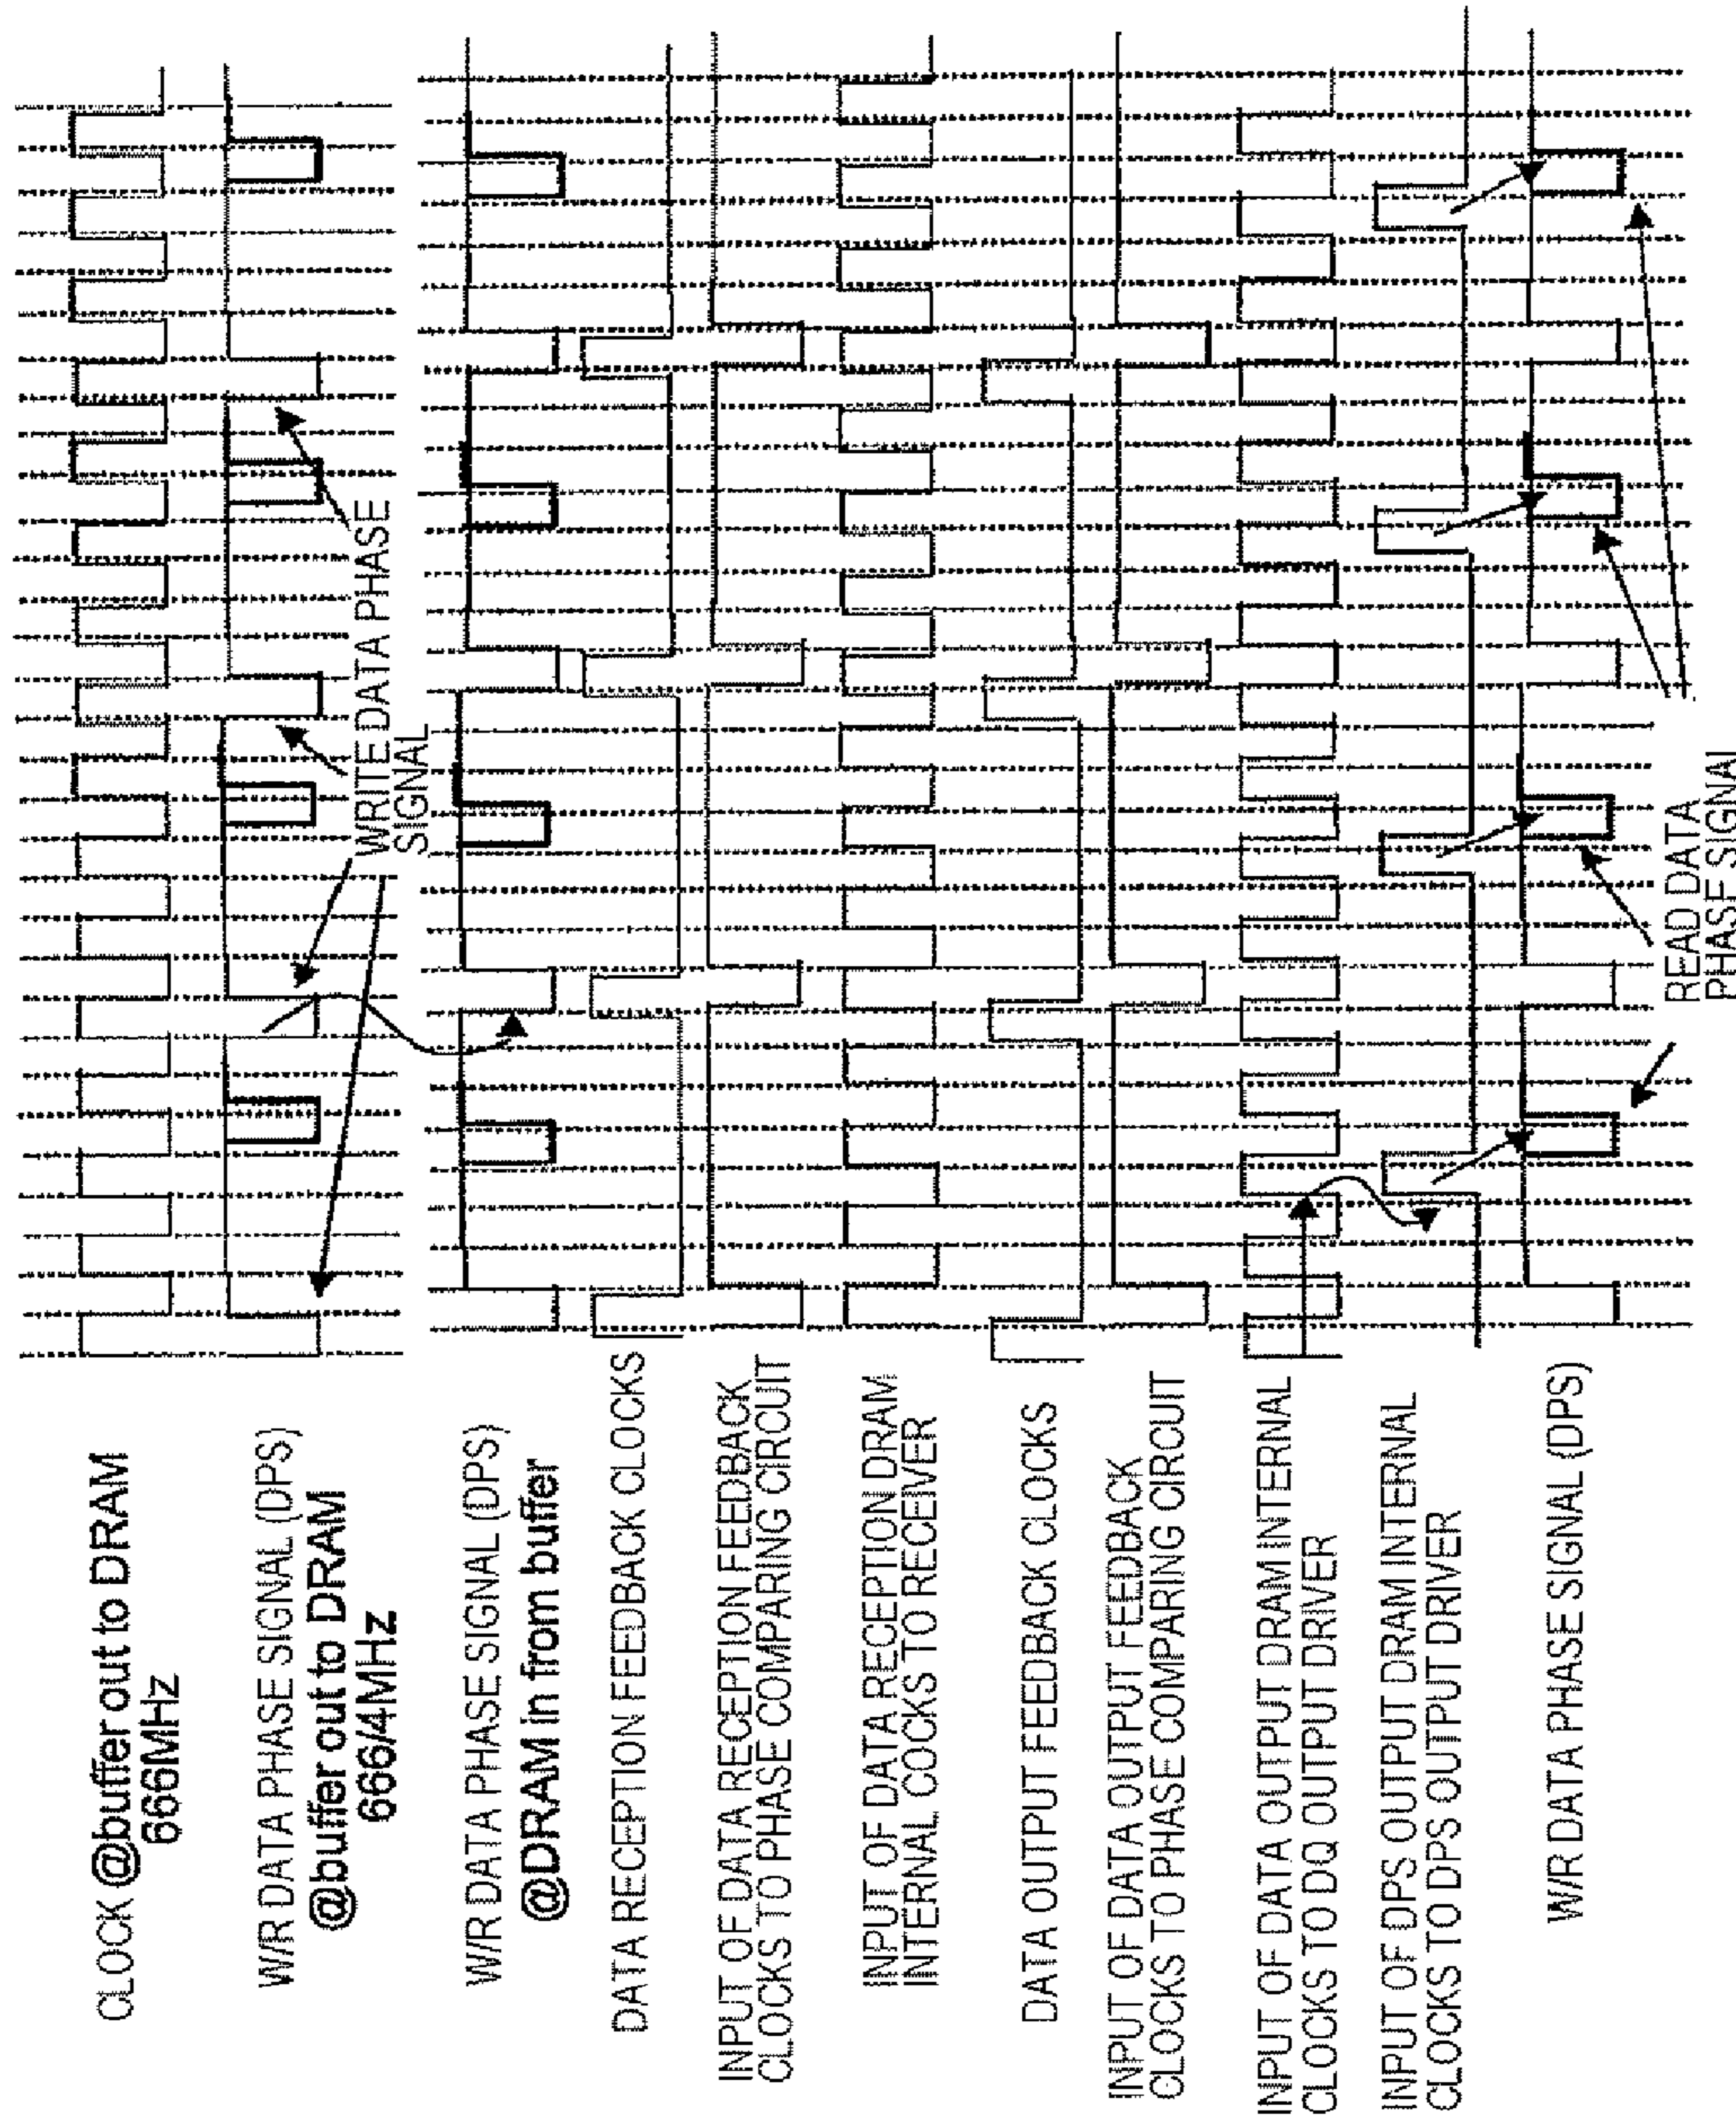 CLOCK @buffer out to DRAM
666MHz
W/R DATA PHASE SIGNAL (DPS)
@buffer out to DRAM
666/4MHz
WRITE DATA PHASE
SIGNAL
W/R DATA PHASE SIGNAL (DPS)
@DRAM in from buffer
DATA RECEPTION FEEDBACK CLOCKS
INPUT OF DATA RECEPTION FEEDBACK
CLOCKS TO PHASE COMPARING CIRCUIT
INPUT OF DATA RECEPTION DRAM
INTERNAL COCKS TO RECEIVER
DATA OUTPUT FEEDBACK CLOCKS
INPUT OF DATA OUTPUT FEEDBACK
CLOCKS TO PHASE COMPARING CIRCUIT
INPUT OF DATA OUTPUT DRAM INTERNAL
CLOCKS TO DQ OUTPUT DRIVER
INPUT OF DPS OUTPUT DRAM INTERNAL
CLOCKS TO DPS OUTPUT DRIVER
W/R DATA PHASE SIGNAL (DPS)
READ DATA
PHASE SIGNAL